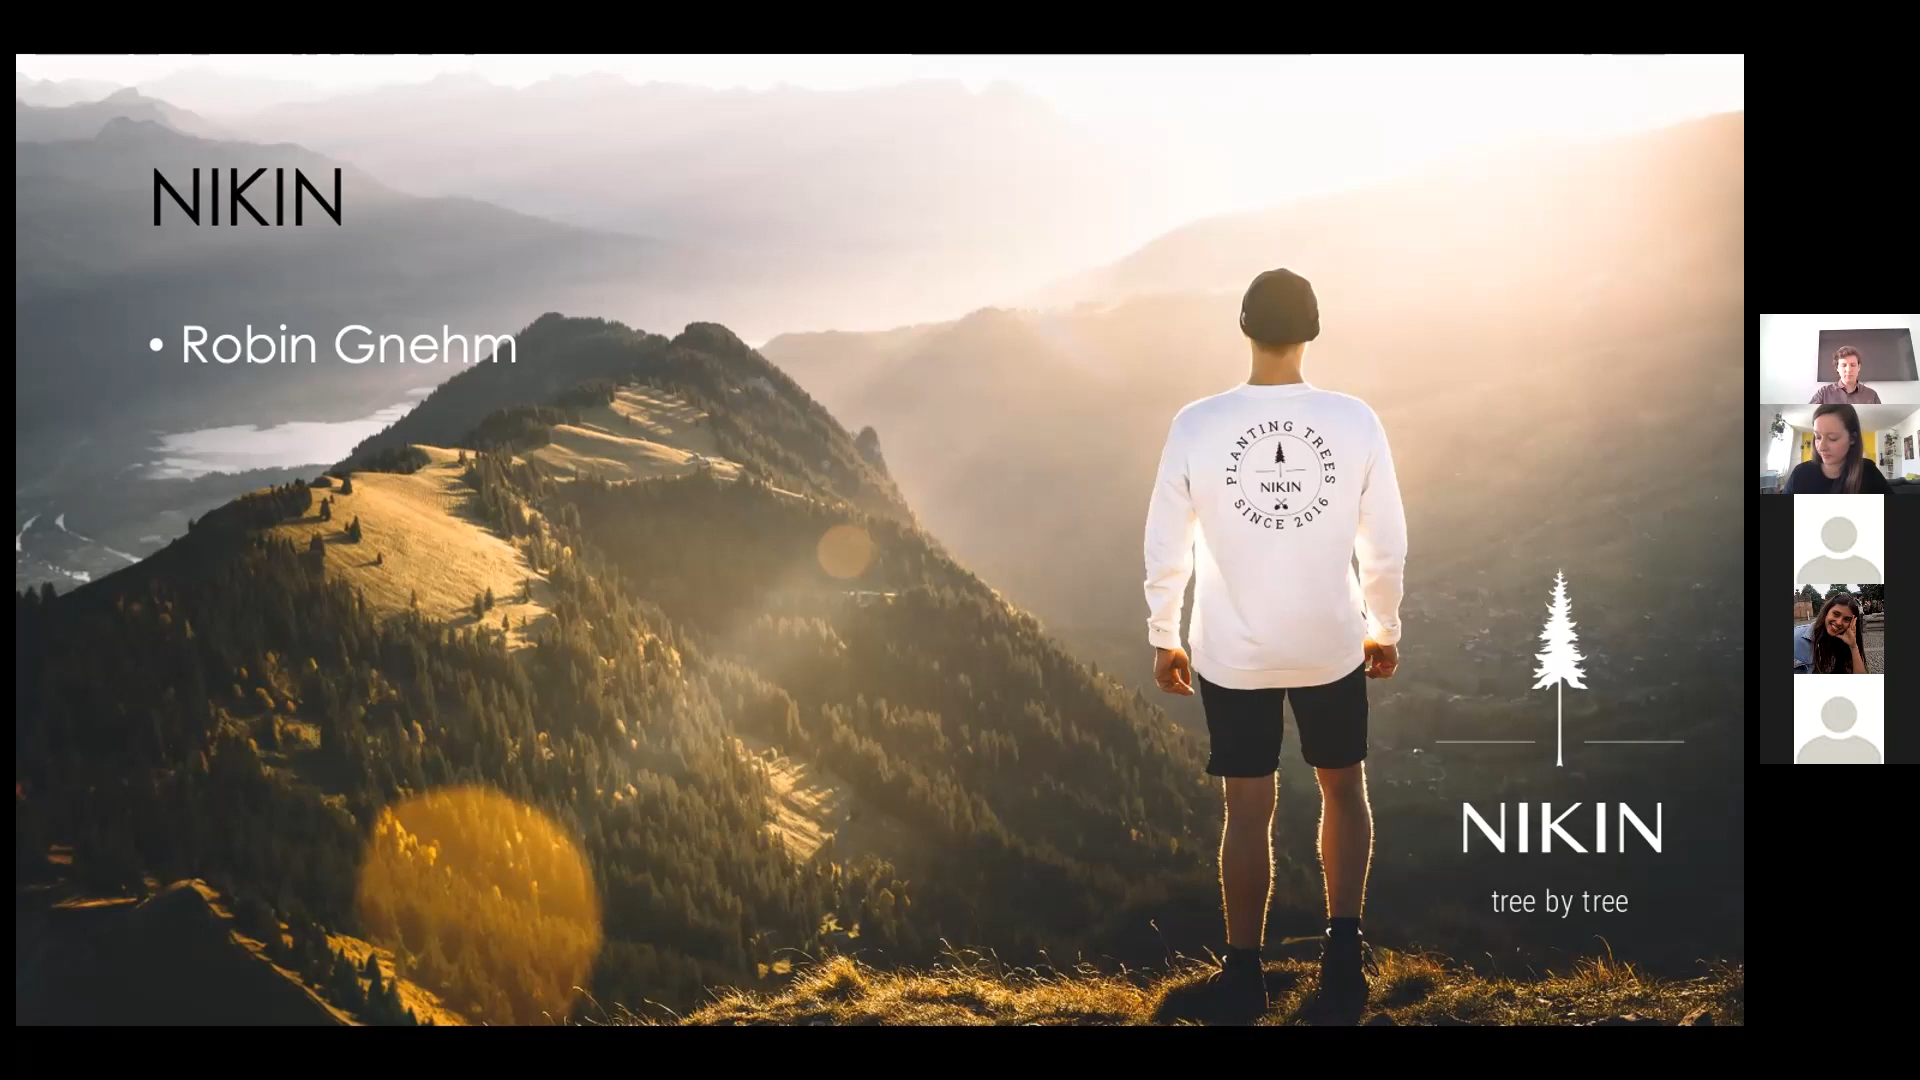 NIKIN
• Robin Gnehm
PLANTING TREES
NIKIN
SINCE 2016
NIKIN
tree by tree